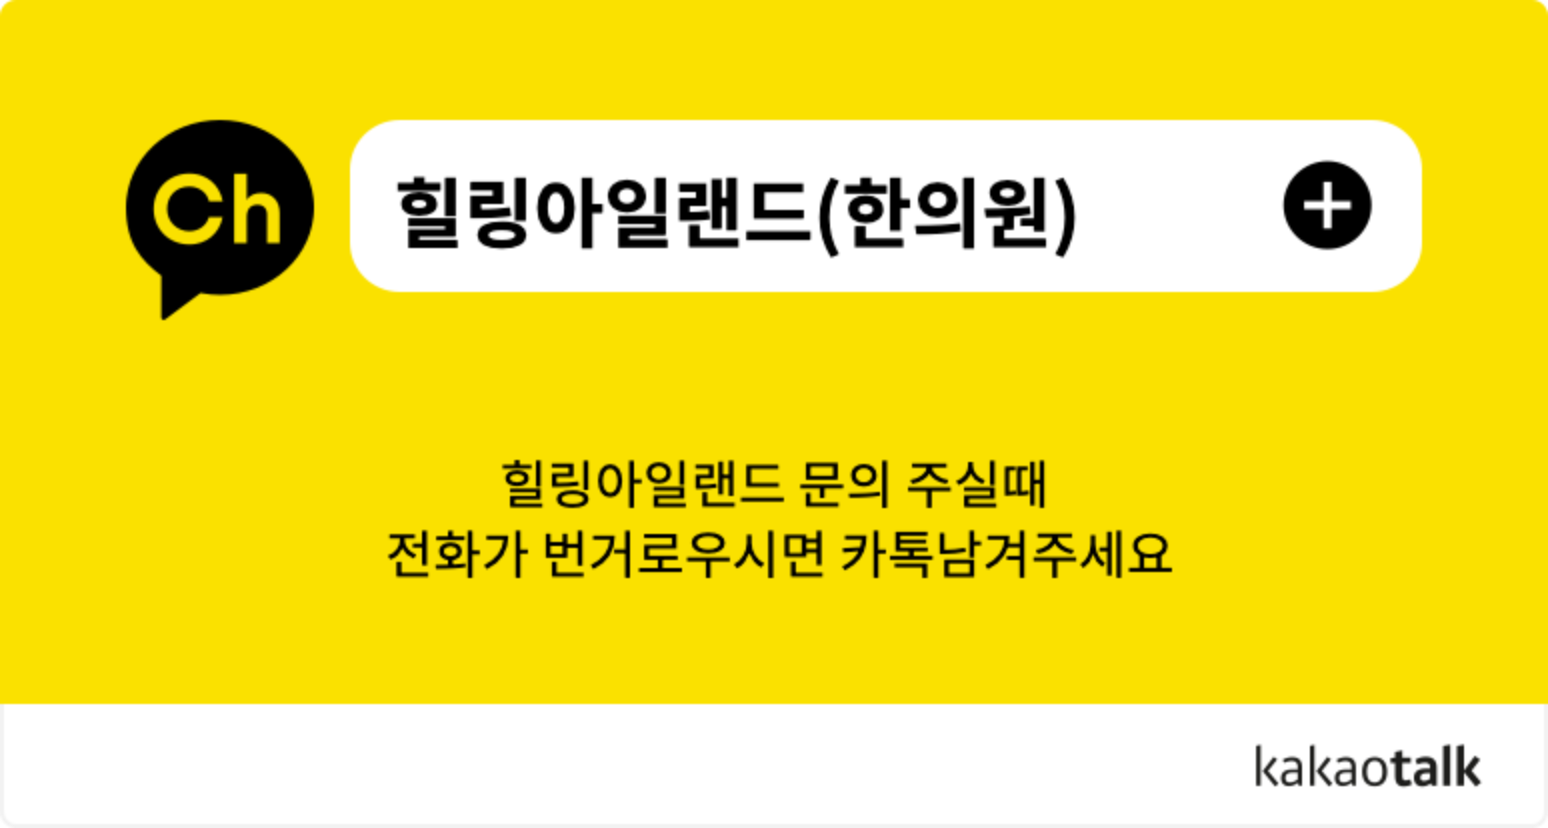 Ch
힐링아일랜드(한의원)
힐링아일랜드 문의 주실때
전화가 번거로우시면 카톡남겨주세요
kakaotalk